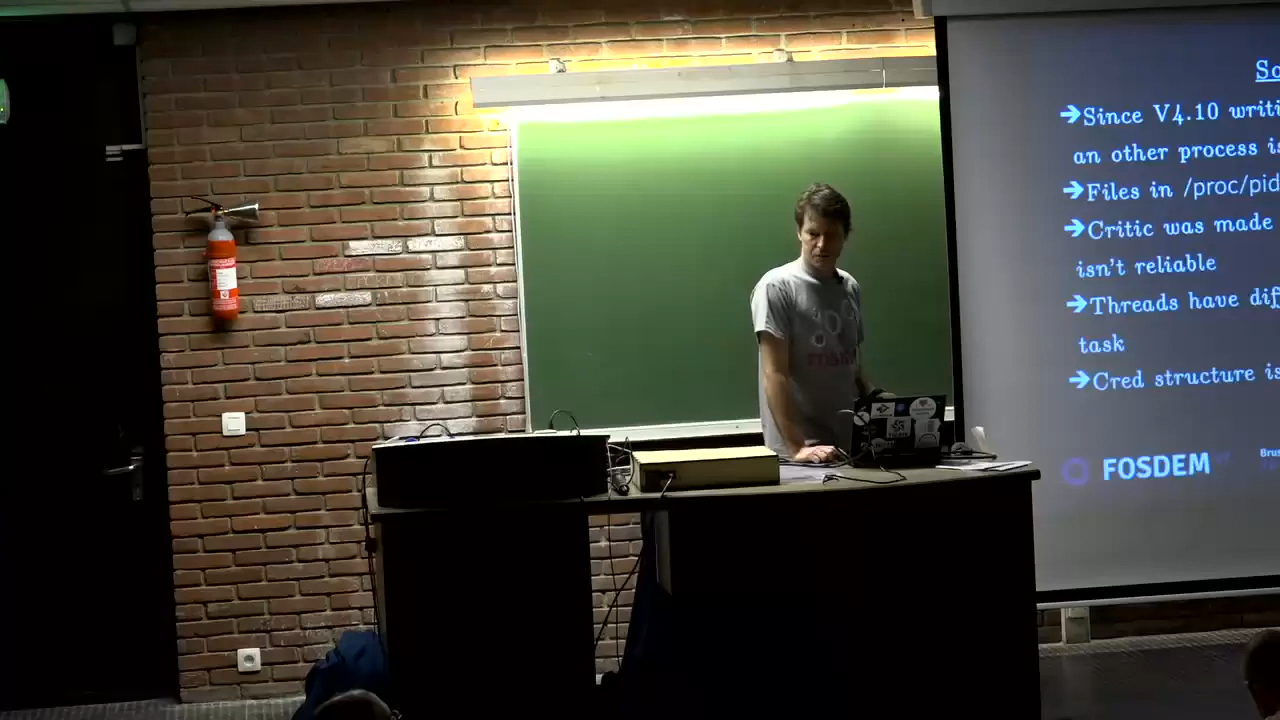 So
➔Since V4.10 writi
an other process is
➔Files in /proc/pid
➔Critic was made
isn't reliable
➔Threads have dif
task
➔Cred structure is
FOSDEM
Brus